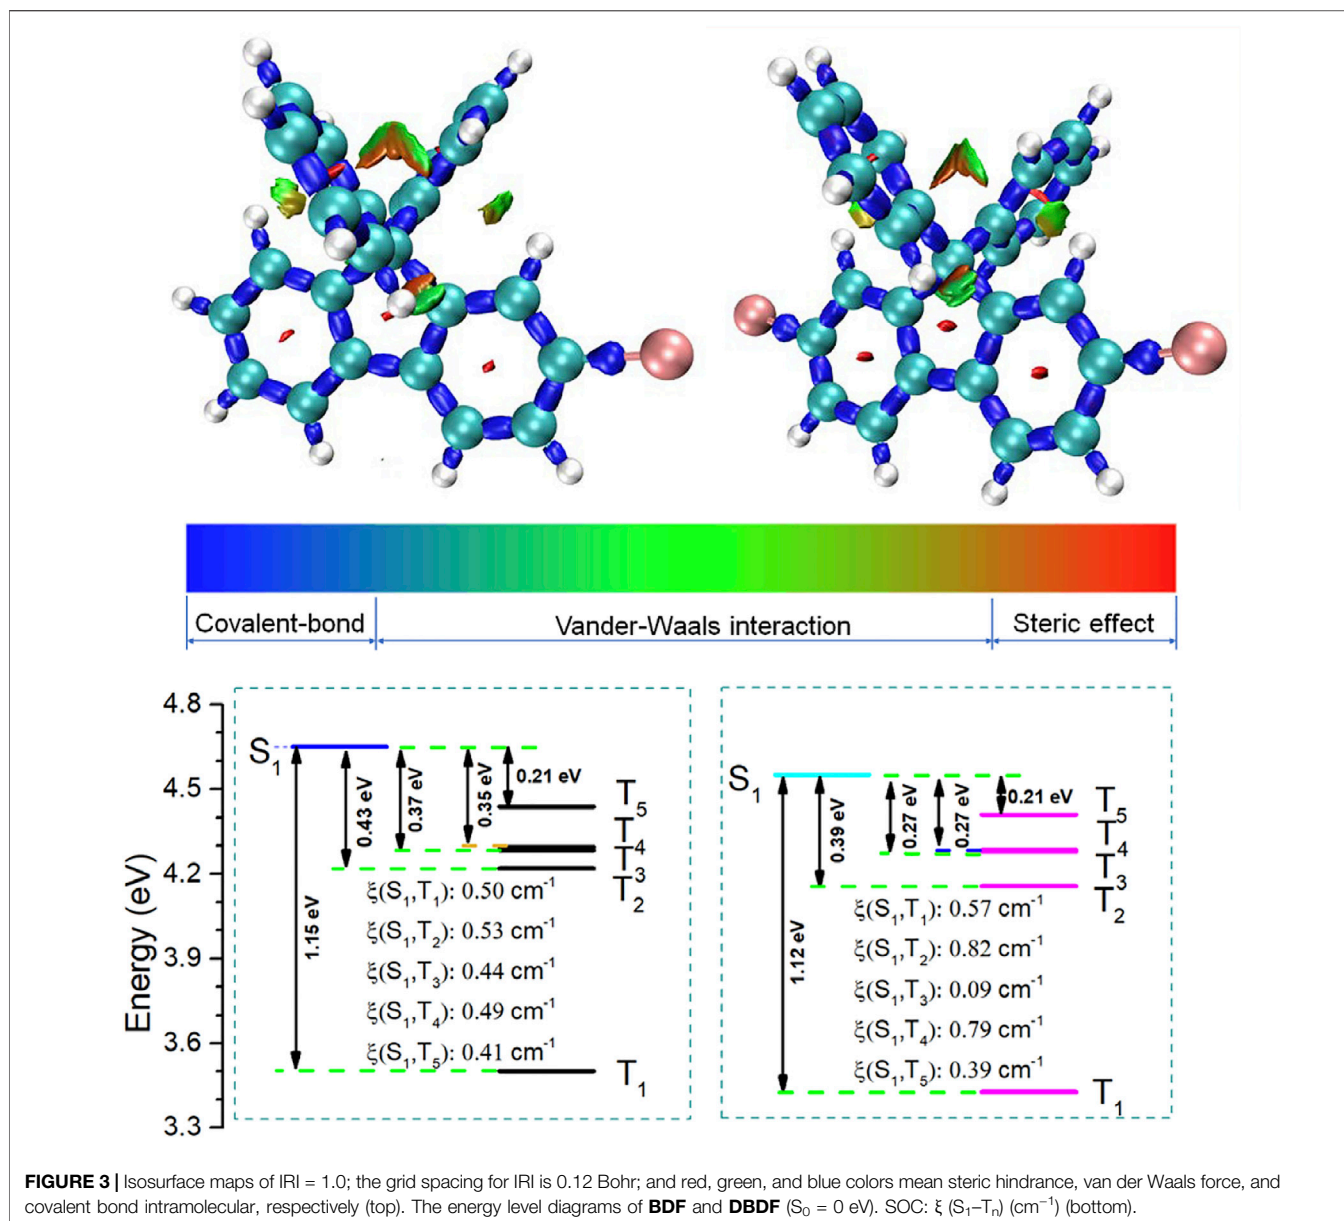 Covalent-bond Vander-Waals interaction Steric effect
Energy (eV)
4.8
4.5
4.2
3.9
3.6
3.3
S1
1.15 eV
0.43 eV
0.37 eV
0.35 eV
0.21 eV
T5
T4
T3
T2
T1
ξ(S1,T1): 0.50 cm-1
ξ(S1,T2): 0.53 cm-1
ξ(S1,T3): 0.44 cm-1
ξ(S1,T4): 0.49 cm-1
ξ(S1,T5): 0.41 cm-1
S1
1.12 eV
0.39 eV
0.27 eV
0.27 eV
0.21 eV
T5
T4
T3
T2
T1
ξ(S1,T1): 0.57 cm-1
ξ(S1,T2): 0.82 cm-1
ξ(S1,T3): 0.09 cm-1
ξ(S1,T4): 0.79 cm-1
ξ(S1,T5): 0.39 cm-1
FIGURE 3 | Isosurface maps of IRI = 1.0; the grid spacing for IRI is 0.12 Bohr; and red, green, and blue colors mean steric hindrance, van der Waals force, and
covalent bond intramolecular, respectively (top). The energy level diagrams of BDF and DBDF (S0 = 0 eV). SOC: ξ (S1–Tn) (cm−1) (bottom).